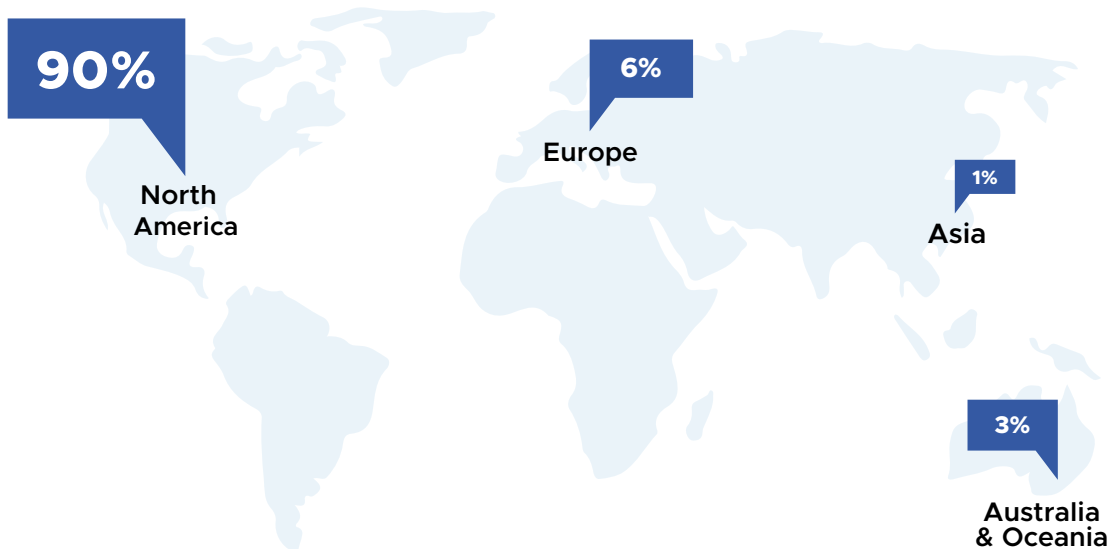 90%
North
America
6%
Europe
1%
Asia
3%
Australia
& Oceania